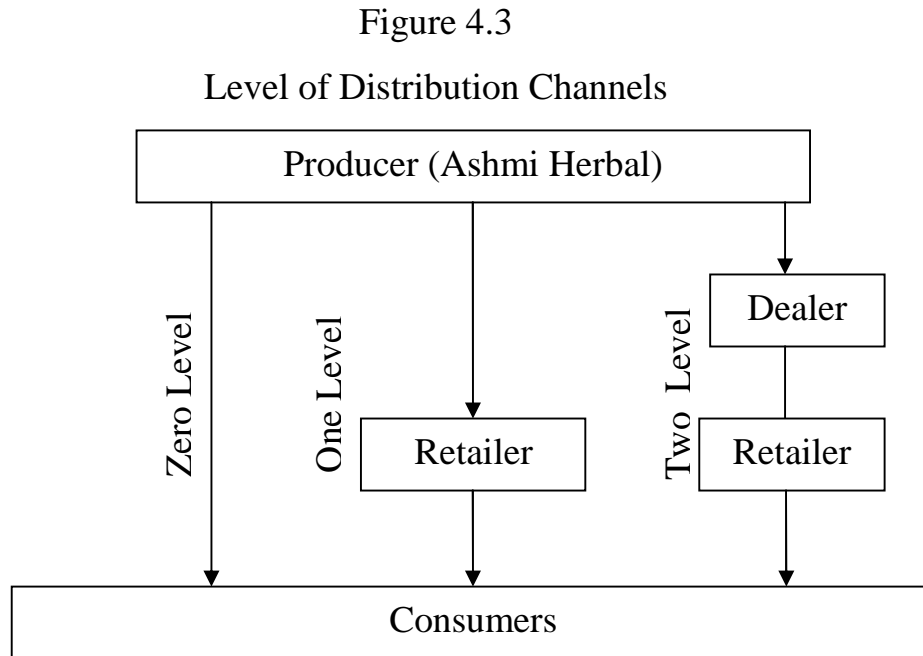 Figure 4.3
Level of Distribution Channels
Producer (Ashmi Herbal)
Zero Level
One Level
Two Level
Dealer
Retailer
Retailer
Consumers